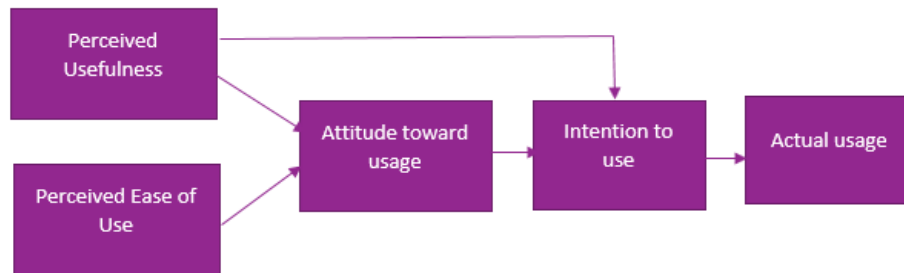 Perceived
Usefulness
Attitude toward
usage
Intention to
use
Actual usage
Perceived Ease of
Use